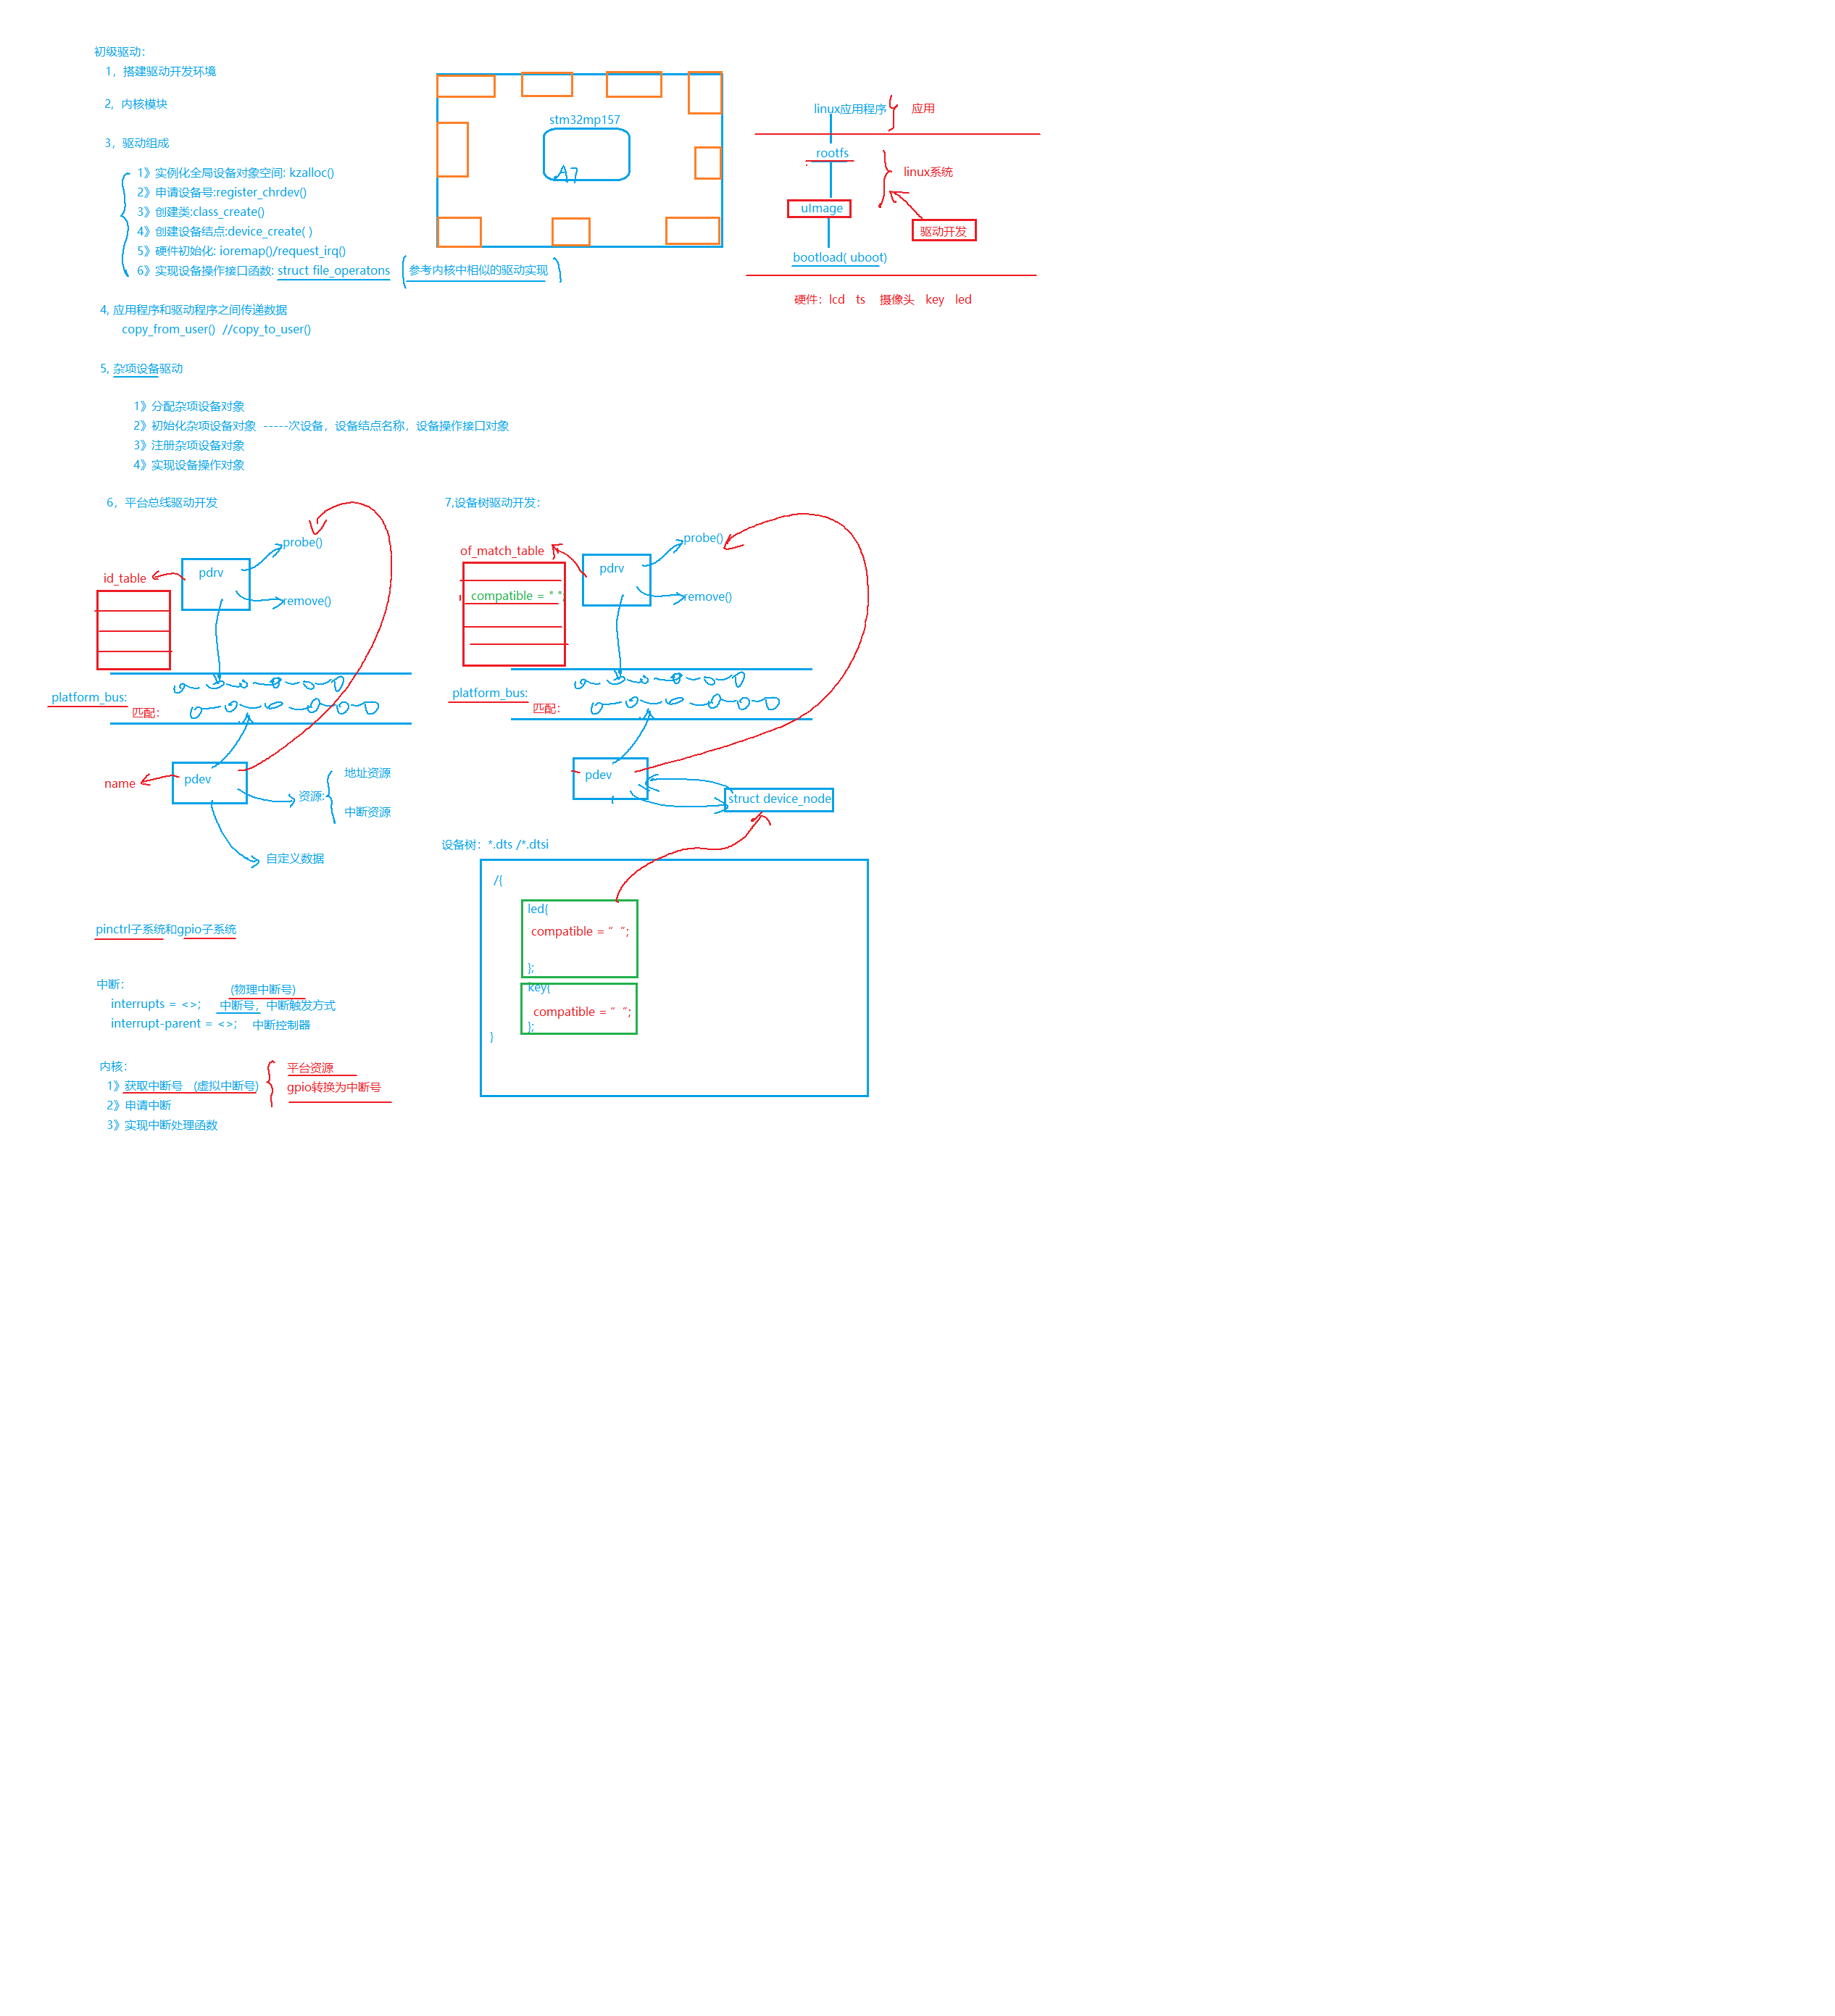 初级驱动：
1，搭建驱动开发环境
2, 内核模块
3，驱动组成
1》实例化全局设备对象空间: kzalloc()
2》申请设备号:register_chrdev()
3》创建类:class_create()
4》创建设备结点:device_create( )
5》硬件初始化: ioremap()/request_irq()
6》实现设备操作接口函数: struct file_operatons
参考内核中相似的驱动实现
4, 应用程序和驱动程序之间传递数据
copy_from_user() //copy_to_user()
5, 杂项设备驱动
1》分配杂项设备对象
2》初始化杂项设备对象 -----次设备，设备结点名称，设备操作接口对象
3》注册杂项设备对象
4》实现设备操作对象
stm32mp157
A7
linux应用程序
应用
rootfs
linux系统
uImage
驱动开发
bootload( uboot)
硬件：lcd ts 摄像头 key led
6，平台总线驱动开发
probe()
pdrv
id_table
remove()
platform_bus:
匹配：
name
pdev
地址资源
资源:
中断资源
自定义数据
7,设备树驱动开发：
probe()
of_match_table
pdrv
compatible = " ";
remove()
platform_bus:
匹配：
pdev
struct device_node
设备树：*.dts /*.dtsi
/{
led{
compatible = “ “;
};
key{
compatible = “ “;
};
}
pinctrl子系统和gpio子系统
中断：
(物理中断号)
interrupts = <>; 中断号，中断触发方式
interrupt-parent = <>; 中断控制器
内核：
1》获取中断号 (虚拟中断号)
2》申请中断
3》实现中断处理函数
平台资源
gpio转换为中断号